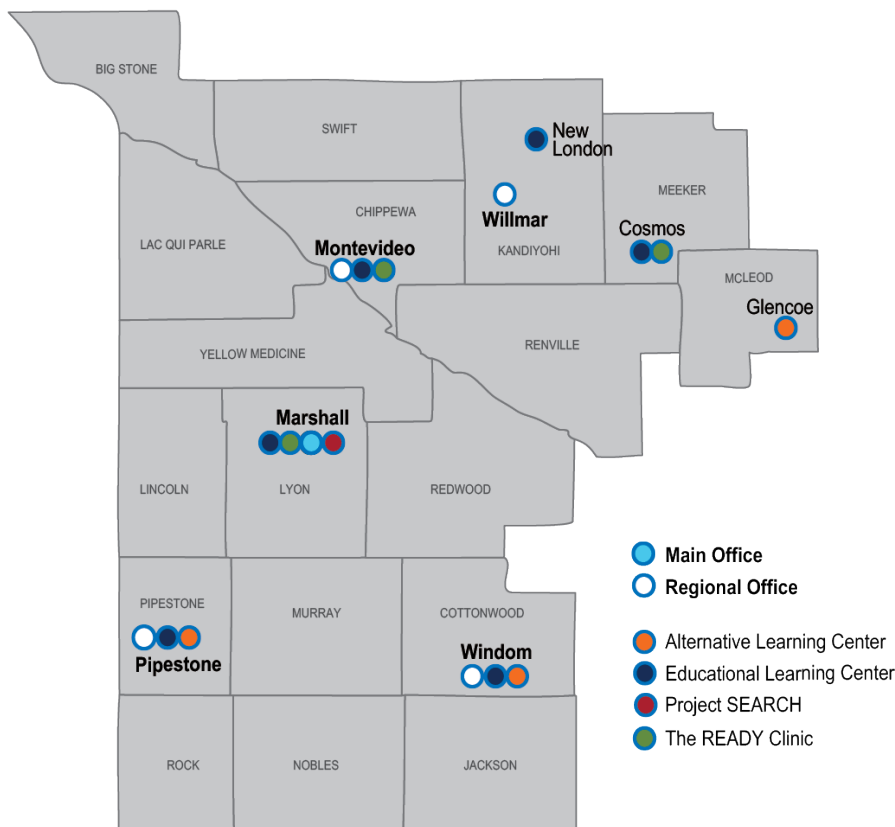 BIG STONE
SWIFT
New
London
MEEKER
CHIPPEWA
Willmar
LAC QUI PARLE
Montevideo
KANDIYOHI
Cosmos
MCLEOD
Glencoe
YELLOW MEDICINE
RENVILLE
Marshall
LINCOLN
LYON
REDWOOD
Main Office
Regional Office
PIPESTONE
MURRAY
COTTONWOOD
Pipestone
Windom
Alternative Learning Center
Educational Learning Center
Project SEARCH
The READY Clinic
ROCK
NOBLES
JACKSON